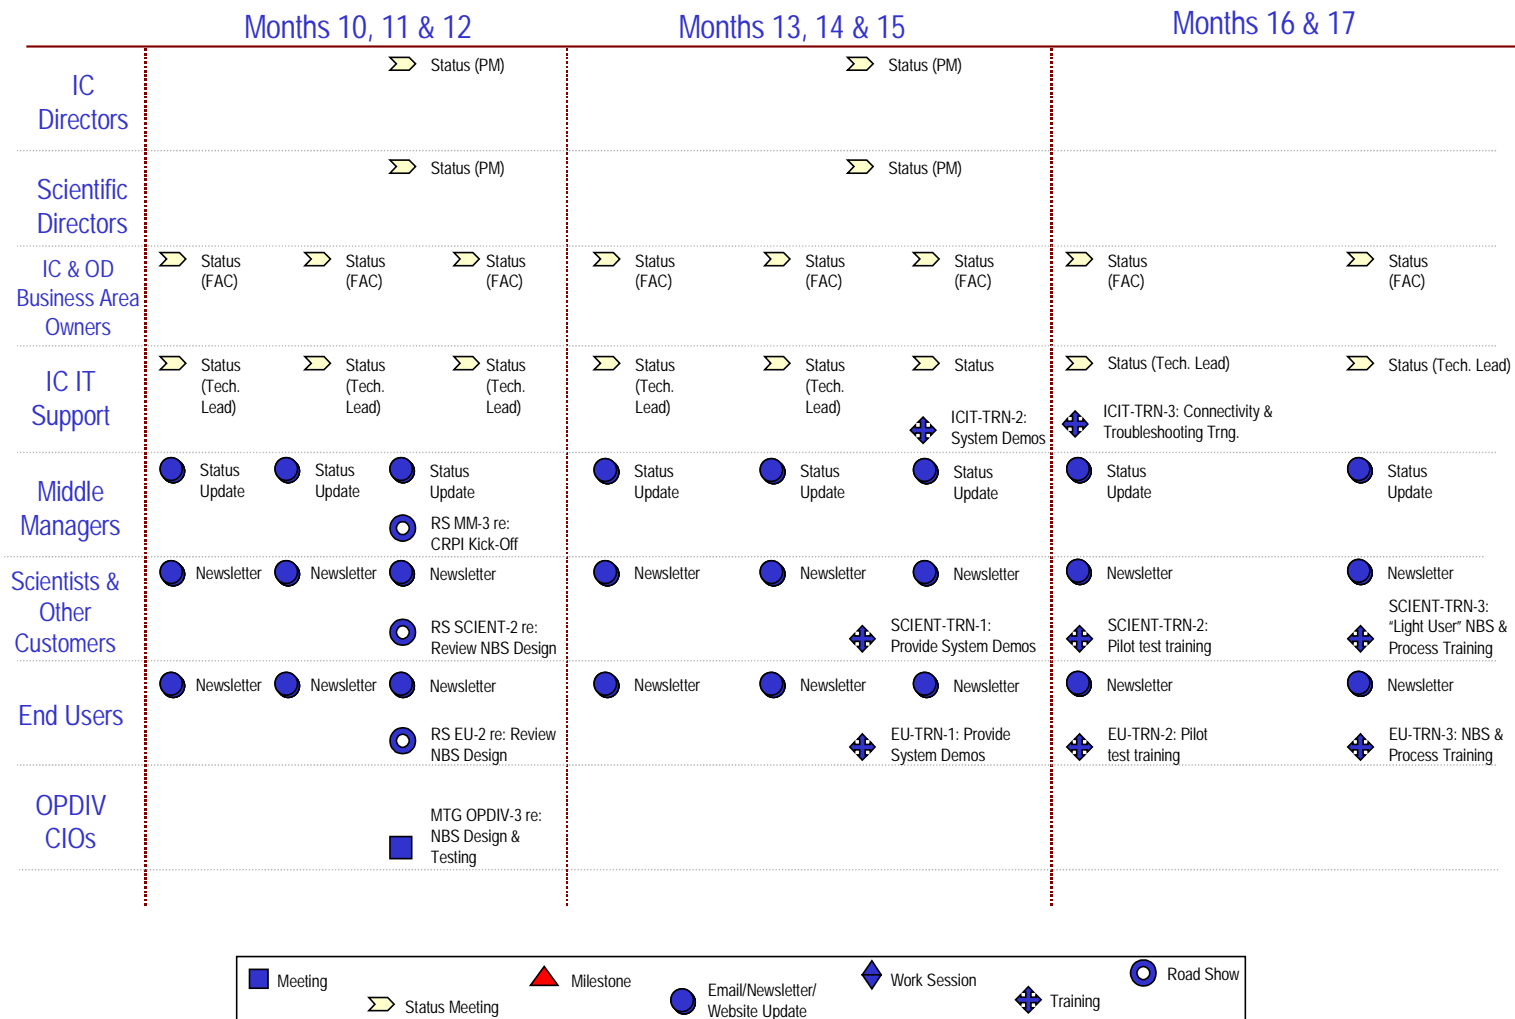 Months 10, 11 & 12
Months 13, 14 & 15
Months 16 & 17
IC
Directors
Status (PM)
Status (PM)
Scientific
Directors
Status (PM)
Status (PM)
IC & OD
Business Area
Owners
Status
(FAC)
Status
(FAC)
Status
(FAC)
Status
(FAC)
Status
(FAC)
Status
(FAC)
Status
(FAC)
Status
(FAC)
IC IT
Support
Status
(Tech.
Lead)
Status
(Tech.
Lead)
Status
(Tech.
Lead)
Status
(Tech.
Lead)
Status
(Tech.
Lead)
Status
ICIT-TRN-2:
System Demos
Status (Tech. Lead)
ICIT-TRN-3: Connectivity &
Troubleshooting Trng.
Status (Tech. Lead)
Middle
Managers
Status
Update
Status
Update
Status
Update
RS MM-3 re:
CRPI Kick-Off
Status
Update
Status
Update
Status
Update
Status
Update
Status
Update
Scientists &
Other
Customers
Newsletter
Newsletter
Newsletter
RS SCIENT-2 re:
Review NBS Design
Newsletter
Newsletter
Newsletter
SCIENT-TRN-1:
Provide System Demos
Newsletter
SCIENT-TRN-2:
Pilot test training
Newsletter
SCIENT-TRN-3:
“Light User” NBS &
Process Training
End Users
Newsletter
Newsletter
Newsletter
RS EU-2 re: Review
NBS Design
Newsletter
Newsletter
Newsletter
EU-TRN-1: Provide
System Demos
Newsletter
EU-TRN-2: Pilot
test training
Newsletter
EU-TRN-3: NBS &
Process Training
OPDIV
CIOs
MTG OPDIV-3 re:
NBS Design &
Testing
Meeting
Status Meeting
Milestone
Email/Newsletter/
Website Update
Work Session
Training
Road Show